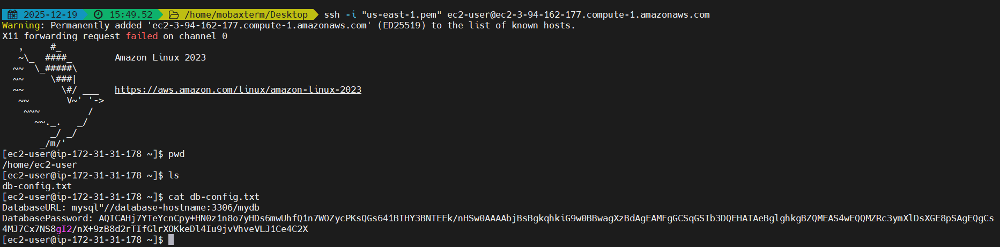 2025-12-19 15:49.52 /home/mobaxterm/Desktop ssh -i "us-east-1.pem" ec2-user@ec2-3-94-162-177.compute-1.amazonaws.com
Warning: Permanently added 'ec2-3-94-162-177.compute-1.amazonaws.com' (ED25519) to the list of known hosts.
X11 forwarding request failed on channel 0
   ,     #_
   ~\_  ####_        Amazon Linux 2023
  ~~  \_#####\
  ~~     \###|
  ~~       \#/ ___   https://aws.amazon.com/linux/amazon-linux-2023
   ~~       V~' '->
    ~~~         /
      ~~._.   _/
         _/ _/
       _/m/'
[ec2-user@ip-172-31-31-178 ~]$ pwd
/home/ec2-user
[ec2-user@ip-172-31-31-178 ~]$ ls
db-config.txt
[ec2-user@ip-172-31-31-178 ~]$ cat db-config.txt
DatabaseURL: mysql"//database-hostname:3306/mydb
DatabasePassword: AQICAHj7YTeYcnCpy+HN0z1n8o7yHDs6mwUhfQ1n7WOZycPKsQGs641BIHY3BNTEEk/nHSw0AAAAbjBsBgkqhkiG9w0BBwagXzBdAgEAMFgGCSqGSIb3DQEHATAeBglghkgBZQMEAS4wEQQMZRc3ymXlDsXGE8pSAgEQgCs
4MJ7Cx7NS8gI2/nX+9zB8d2rTIfGlrXOKkeDl4Iu9jvVhveVLJ1Ce4C2X
[ec2-user@ip-172-31-31-178 ~]$